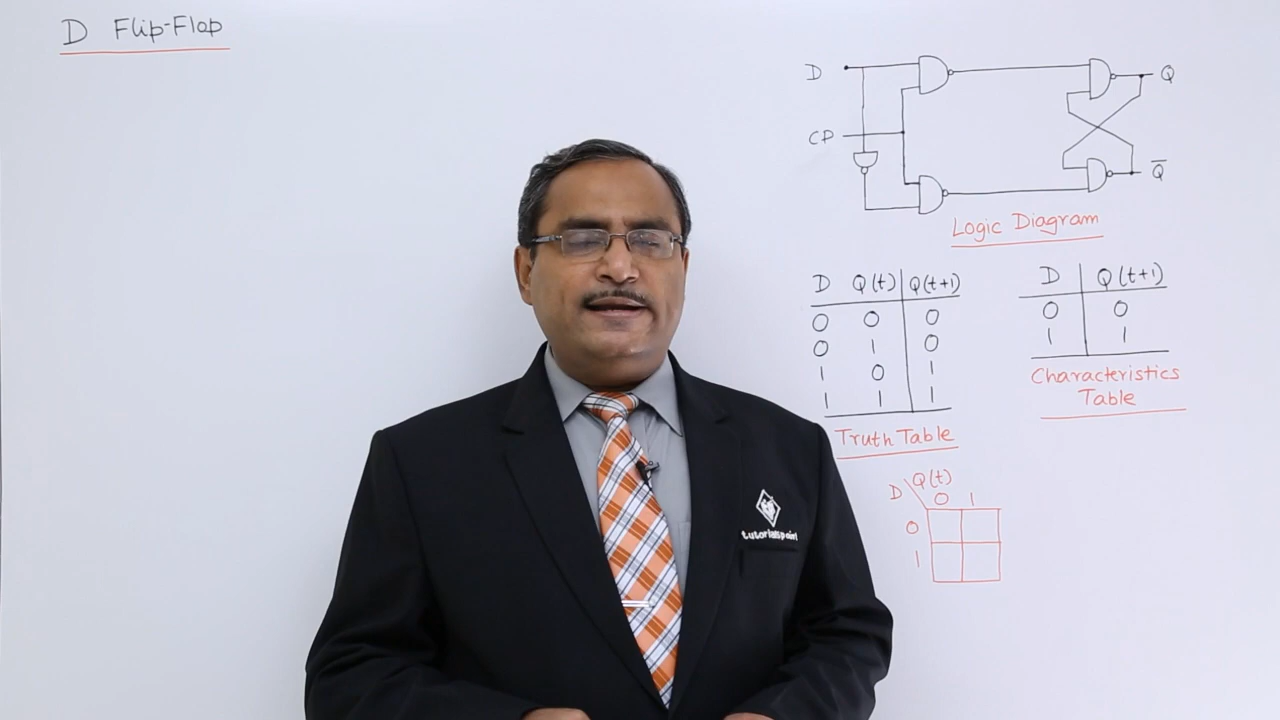 D Flip-Flop
D
Q
CP
Q̅
Logic Diagram
D Q(t) Q(t+1)
0 0 0
0 1 0
1 0 1
1 1 1
Truth Table
D Q(t+1)
0 0
1 1
Characteristics
Table
D Q(t)
0 1
0
1
tutorialspoint